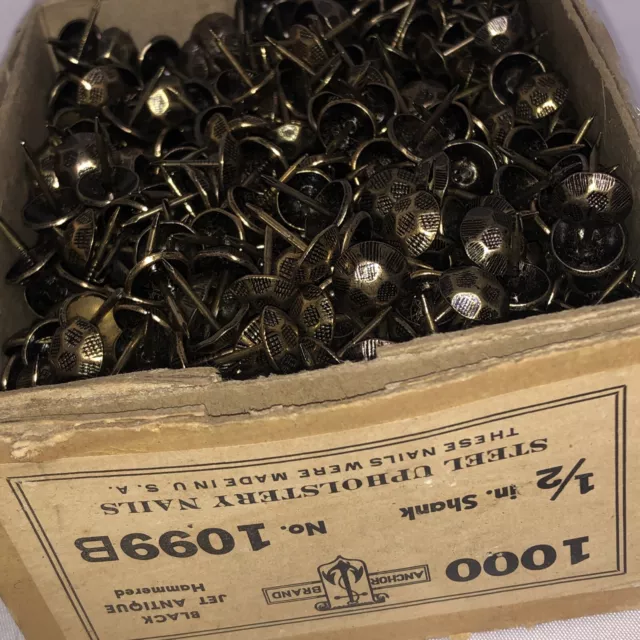 1000
ANCHOR BRAND
BLACK
JET ANTIQUE
Hammered
No. 1099B
1/2 in. Shank
STEEL UPHOLSTERY NAILS
THESE NAILS WERE MADE IN U. S. A.